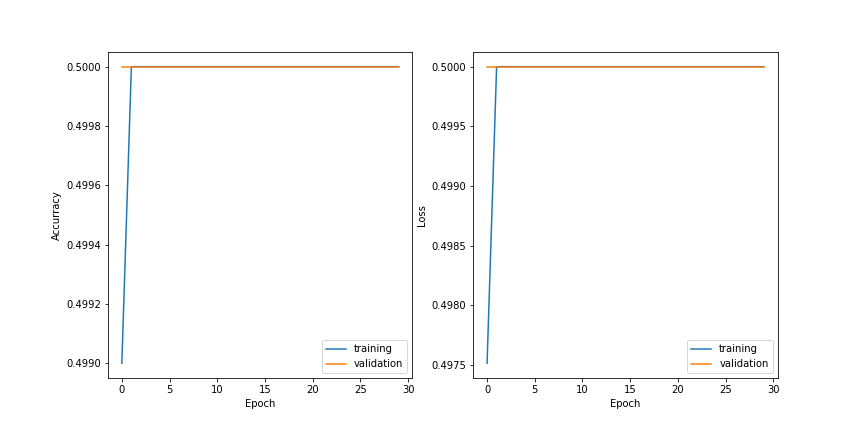 0.5000
0.4998
0.4996
0.4994
0.4992
0.4990
Accurracy
0 5 10 15 20 25 30
Epoch
training
validation
0.5000
0.4995
0.4990
0.4985
0.4980
0.4975
Loss
0 5 10 15 20 25 30
Epoch
training
validation